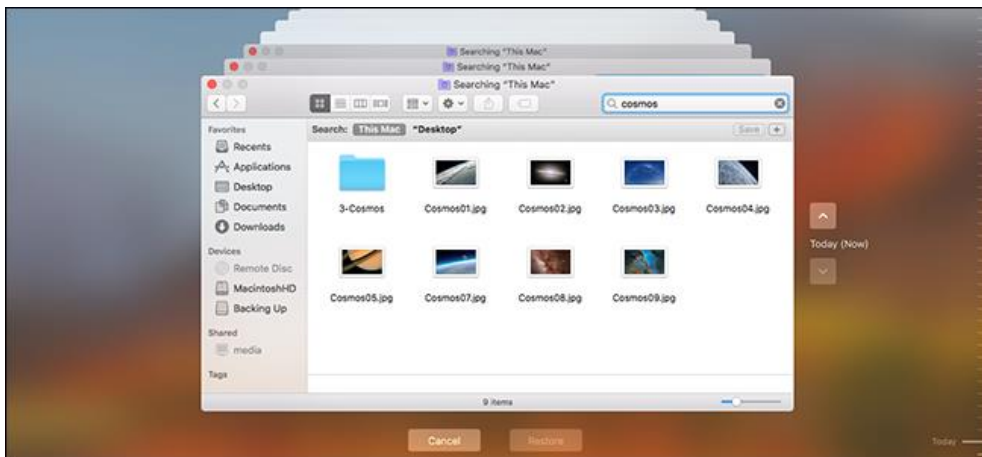 Searching "This Mac"
Searching "This Mac"
Searching "This Mac"
cosmos
Favorites
Recents
Applications
Desktop
Documents
Downloads
Devices
Remote Disc
MacintoshHD
Backing Up
Shared
media
Tags
Search: This Mac "Desktop"
Save +
3-Cosmos
Cosmos01.jpg
Cosmos02.jpg
Cosmos03.jpg
Cosmos04.jpg
Cosmos05.jpg
Cosmos07.jpg
Cosmos08.jpg
Cosmos09.jpg
9 items
Today (Now)
Cancel
Restore
Today